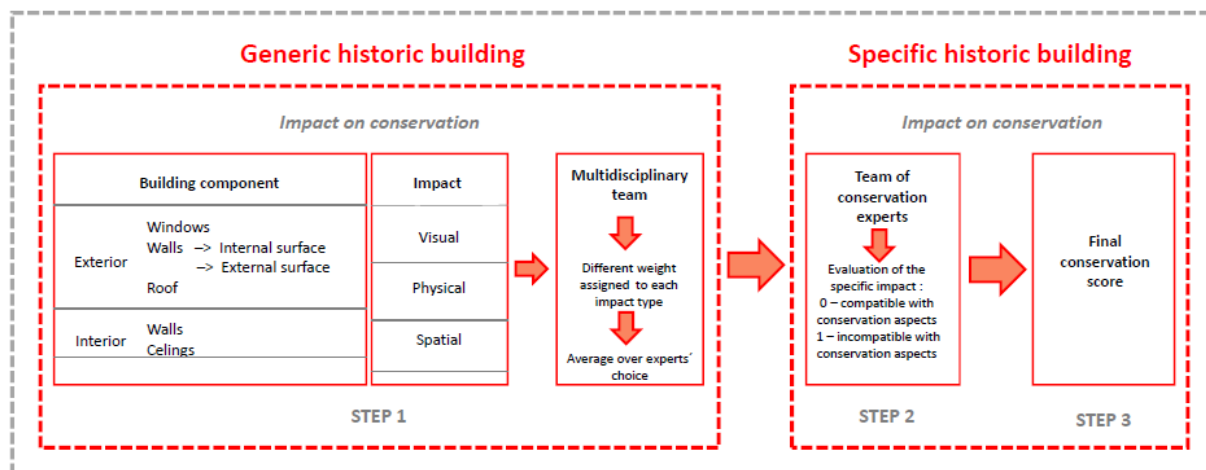 Generic historic building
Impact on conservation
Building component
Impact
Exterior
Windows
Walls –> Internal surface
–> External surface
Roof
Interior
Walls
Celings
Visual
Physical
Spatial
Multidisciplinary
team
Different weight
assigned to each
impact type
Average over experts´
choice
STEP 1
Specific historic building
Impact on conservation
Team of
conservation
experts
Evaluation of the
specific impact :
0 – compatible with
conservation aspects
1 – incompatible with
conservation aspects
STEP 2
Final
conservation
score
STEP 3